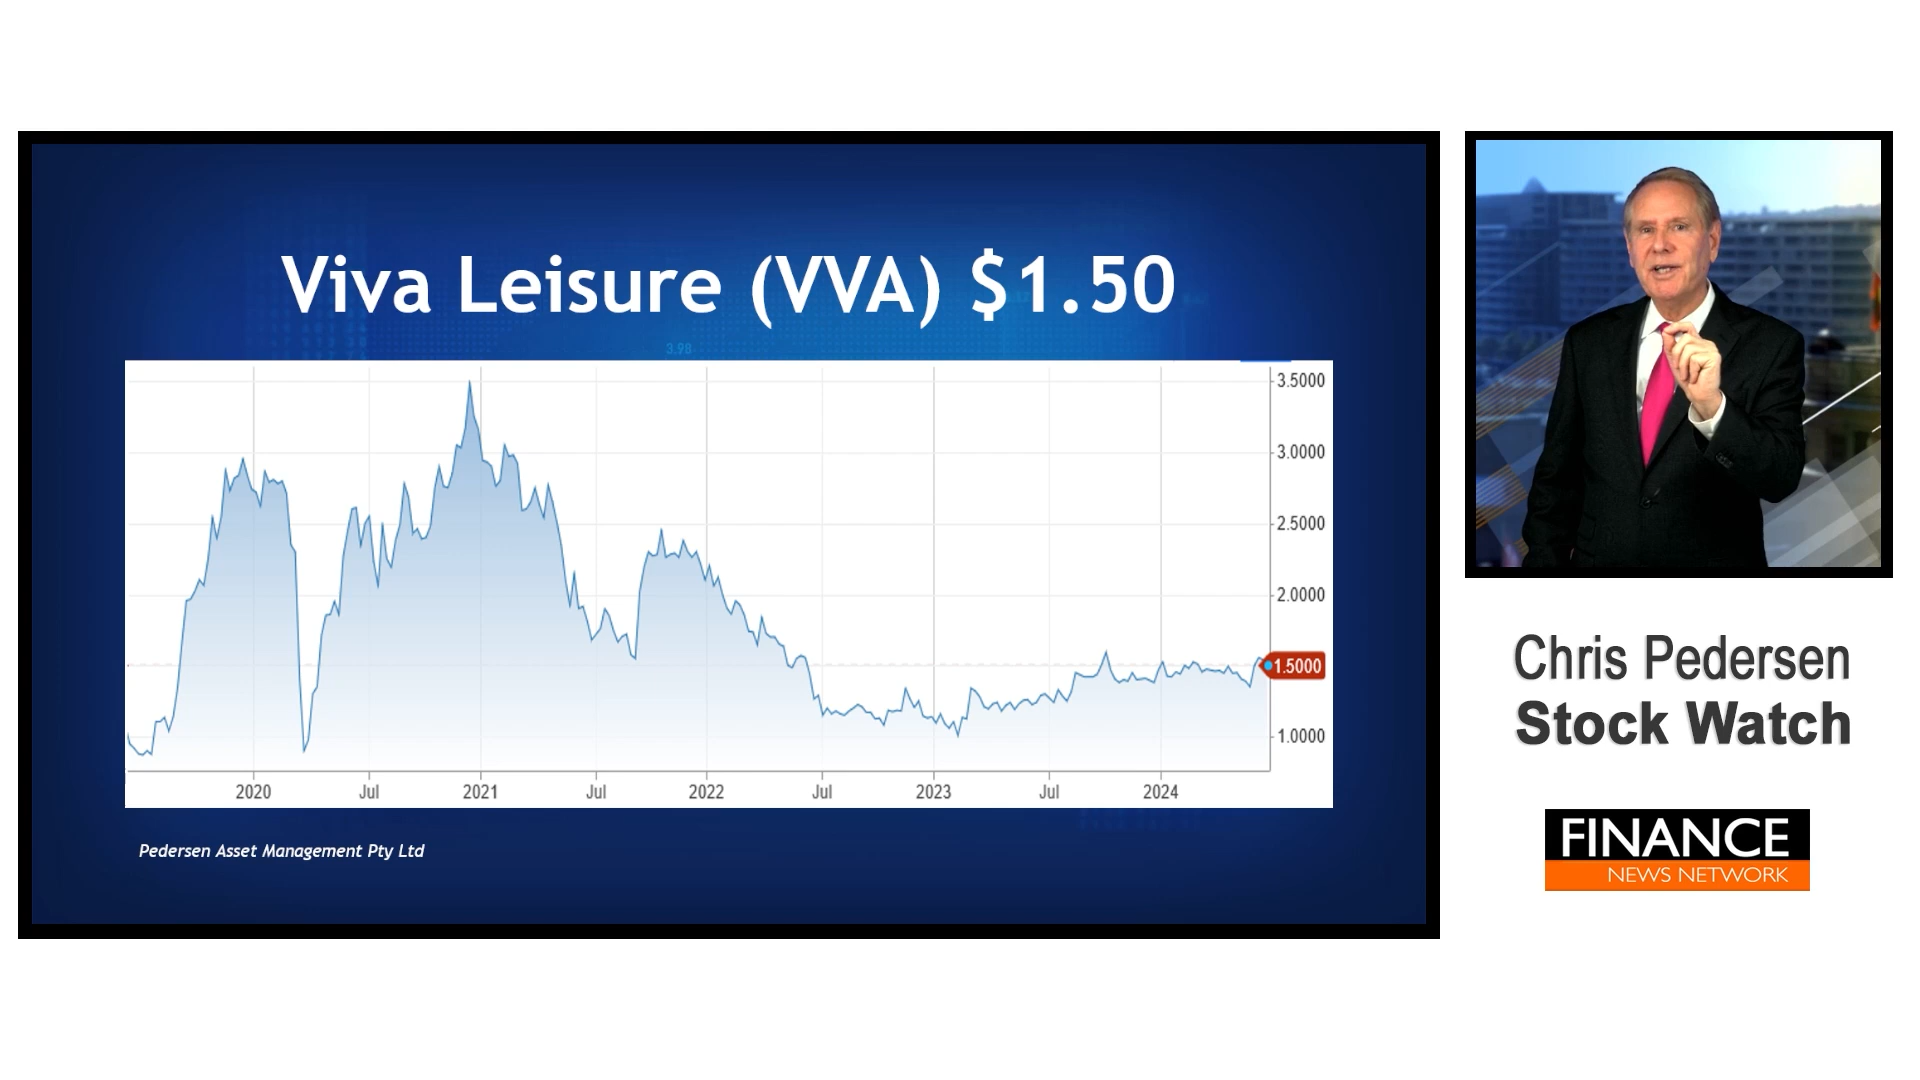 Viva Leisure (VVA) $1.50
3.98
3.5000
3.0000
2.5000
2.0000
1.5000
1.0000
2020 Jul 2021 Jul 2022 Jul 2023 Jul 2024
Pedersen Asset Management Pty Ltd
Chris Pedersen
Stock Watch
FINANCE
NEWS NETWORK